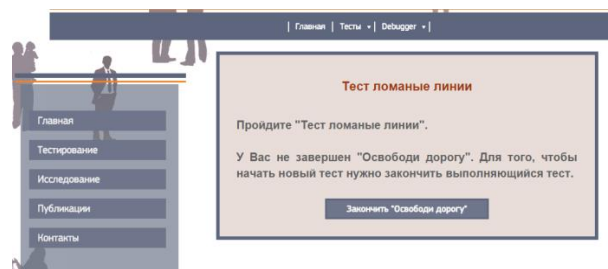 | Главная | Тесты | Debugger |
Главная
Тестирование
Исследование
Публикации
Контакты
Тест ломаные линии
Пройдите "Тест ломаные линии".
У Вас не завершен "Освободи дорогу". Для того, чтобы
начать новый тест нужно закончить выполняющийся тест.
Закончить "Освободи дорогу"